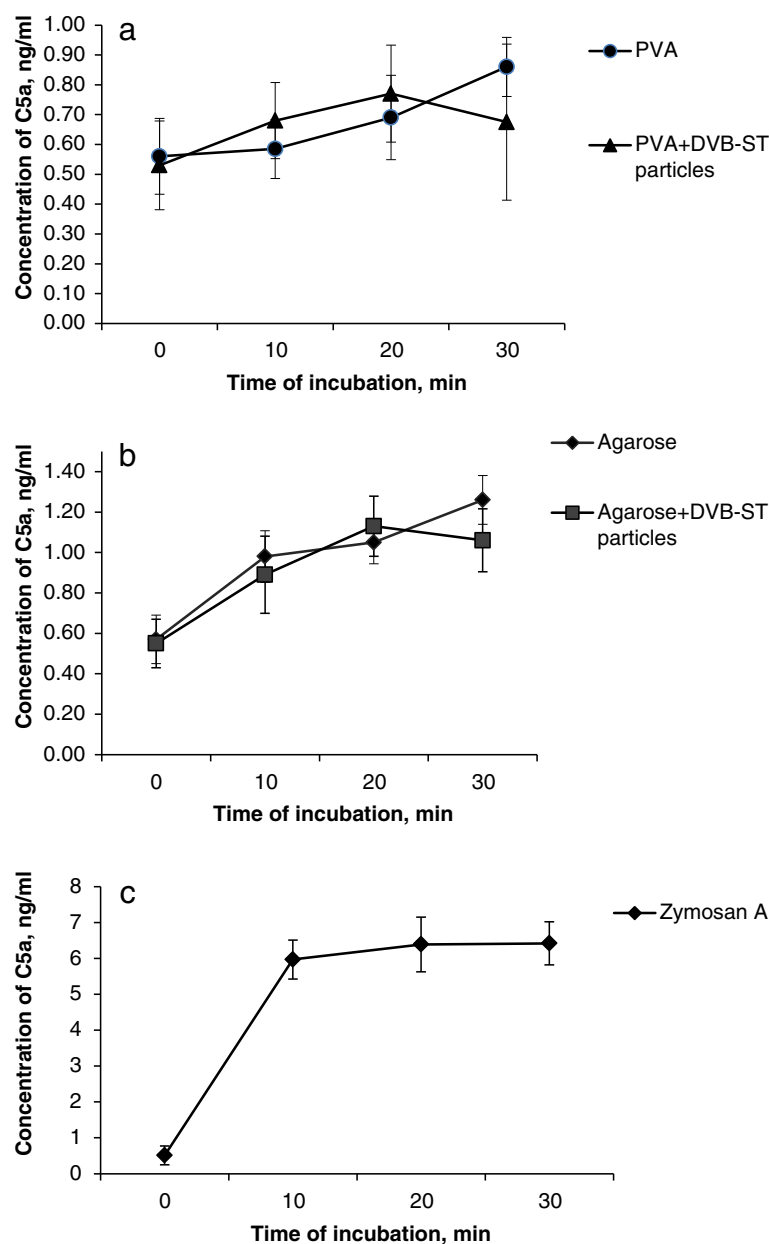 a
Concentration of C5a, ng/ml
1.00
0.90
0.80
0.70
0.60
0.50
0.40
0.30
0.20
0.10
0.00
0 10 20 30
Time of incubation, min
PVA
PVA+DVB-ST
particles
b
Concentration of C5a, ng/ml
1.40
1.20
1.00
0.80
0.60
0.40
0.20
0.00
0 10 20 30
Time of incubation, min
Agarose
Agarose+DVB-ST
particles
c
Concentration of C5a, ng/ml
8
7
6
5
4
3
2
1
0
0 10 20 30
Time of incubation, min
Zymosan A